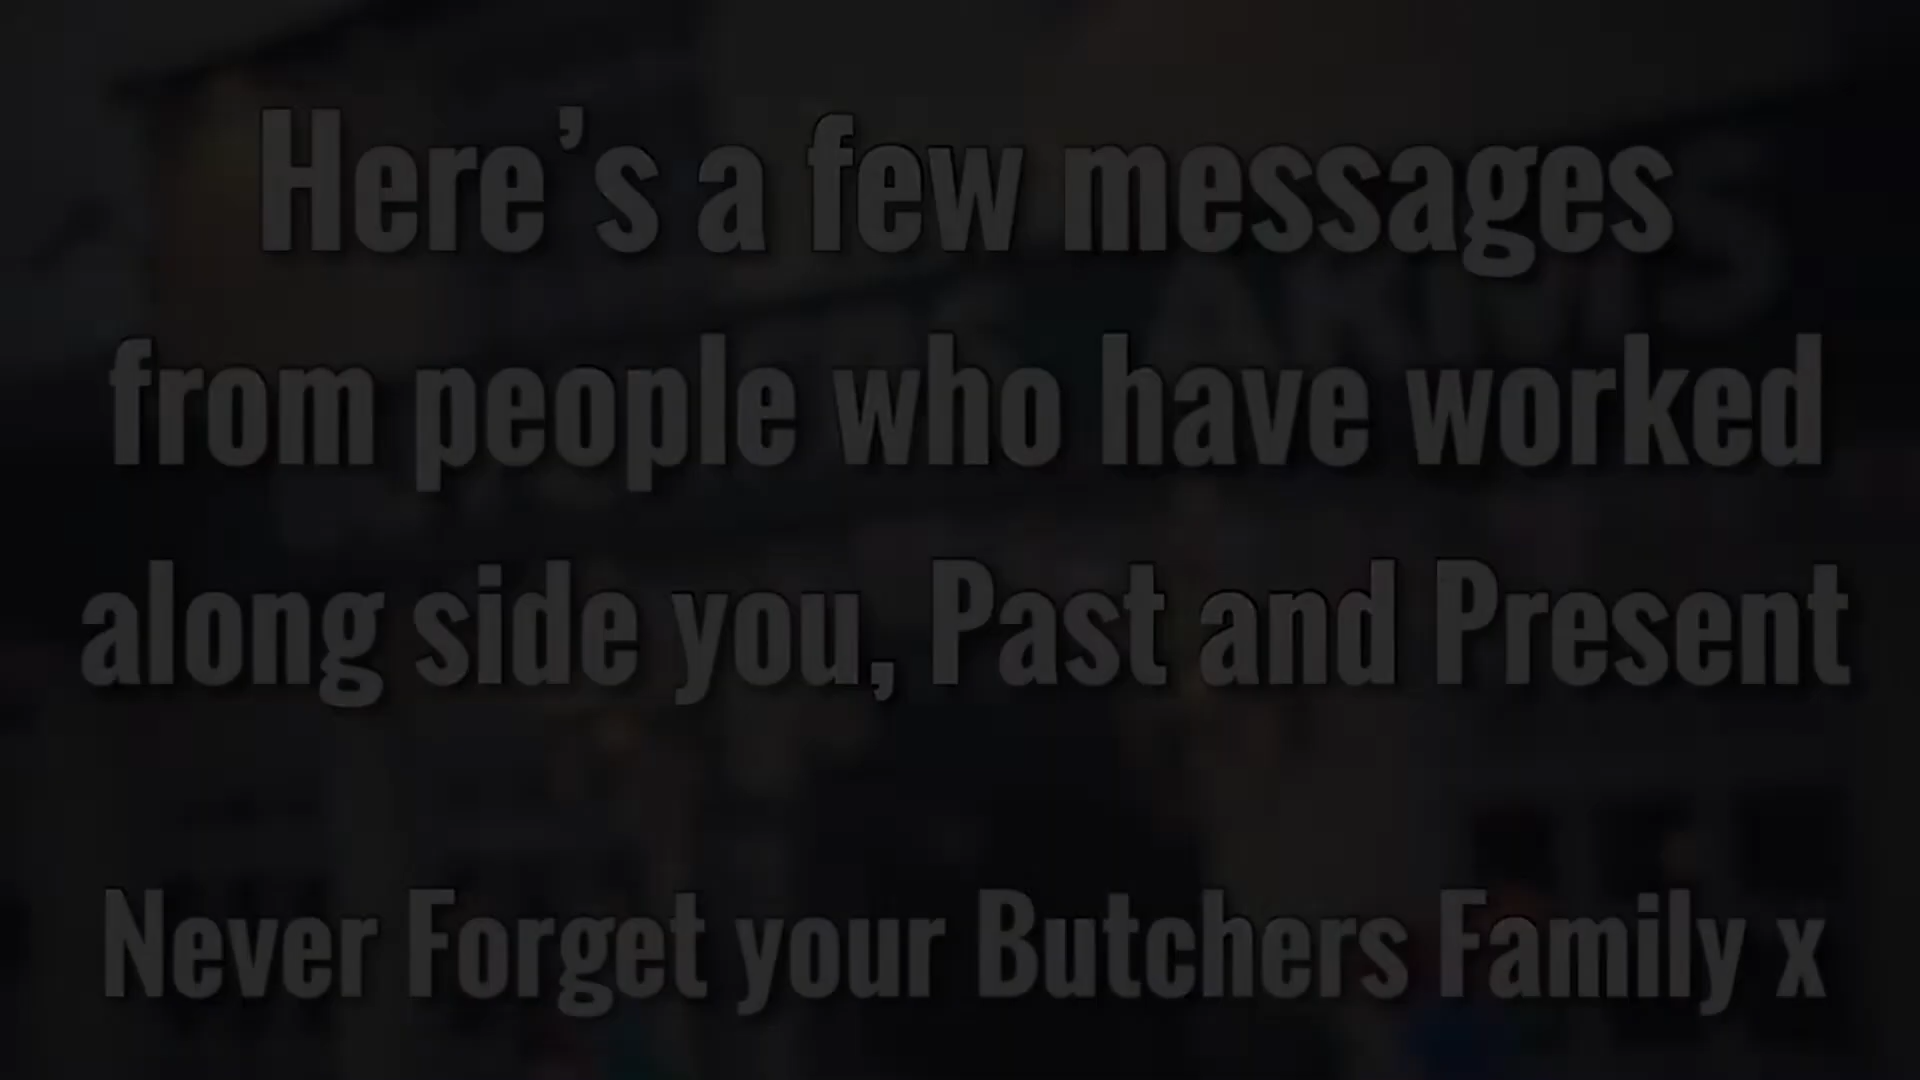 Here's a few messages
from people who have worked
along side you, Past and Present
Never Forget your Butchers Family x
ARMS